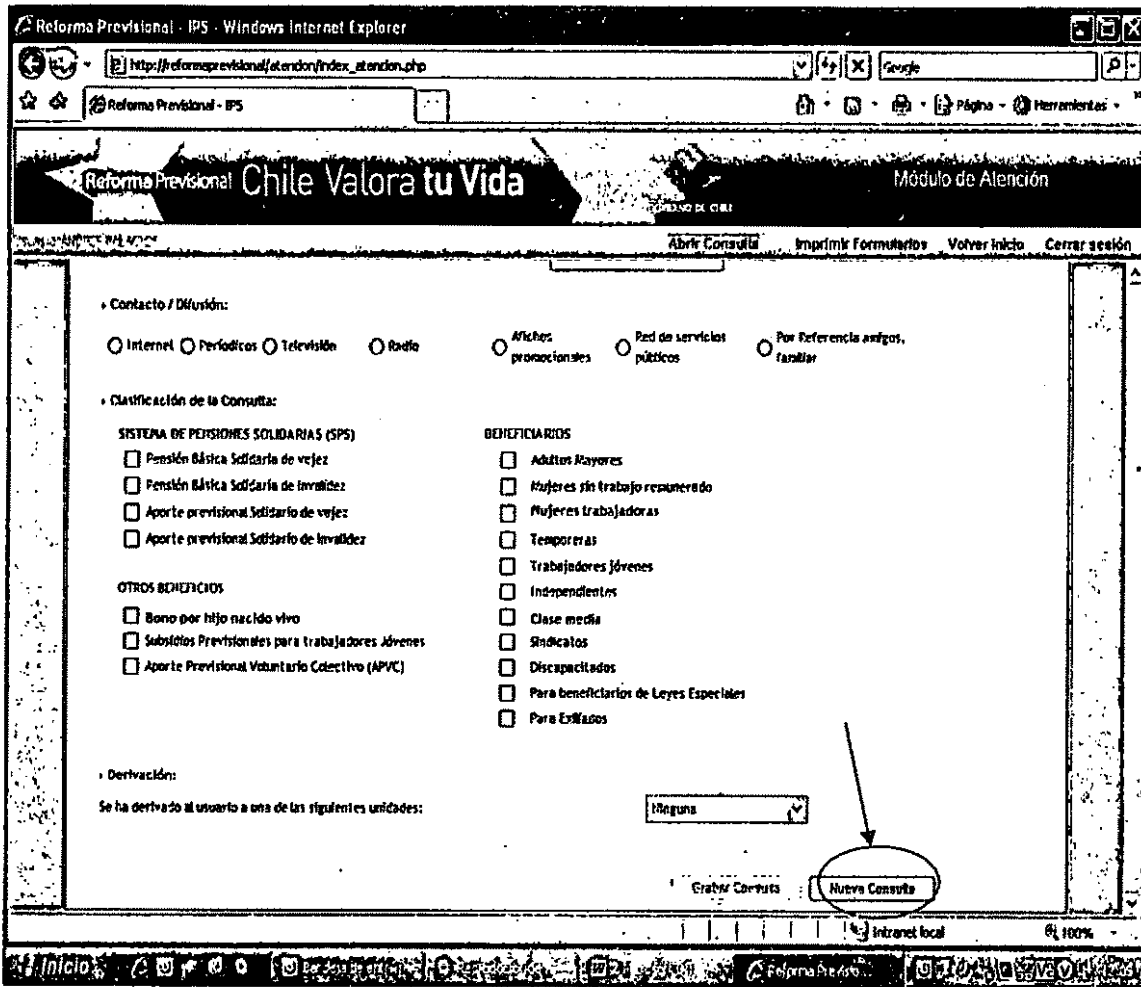 Reforma Previsional - IPS - Windows Internet Explorer
http://reformaprevisional/atencion/index_atencion.php
Google
Reforma Previsional - IPS
Página
Herramientas
Reforma Previsional Chile Valora tu Vida
GOBIERNO DE CHILE
Módulo de Atención
Abrir Consulta Imprimir Formularios Volver Inicio Cerrar sesión
Contacto / Difusión:
Internet Periodicos Televisión Radio Afiches promocionales Red de servicios públicos Por Referencia amigos, familiar
Clasificación de la Consulta:
SISTEMA DE PENSIONES SOLIDARIAS (SPS)
Pensión Básica Solidaria de vejez
Pensión Básica Solidaria de Invalidez
Aporte previsional Solidario de vejez
Aporte previsional Solidario de Invalidez
OTROS BENEFICIOS
Bono por hijo nacido vivo
Subsidios Previsionales para trabajadores Jóvenes
Aporte Previsional Voluntario Colectivo (APVC)
BENEFICIARIOS
Adultos Mayores
Mujeres sin trabajo remunerado
Mujeres trabajadoras
Temporeras
Trabajadores jóvenes
Independientes
Clase media
Sindicatos
Discapacitados
Para beneficiarios de Leyes Especiales
Para Exiliados
Derivación:
Se ha derivado al usuario a una de las siguientes unidades:
Ninguna
Grabar Consulta Nueva Consulta
Intranet local 100%
Inicio